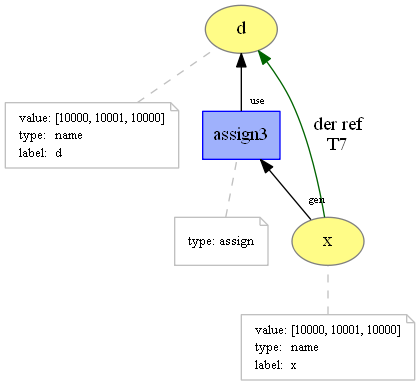 d
use
value: [10000, 10001, 10000]
type: name
label: d
assign3
der ref
T7
gen
type: assign
x
value: [10000, 10001, 10000]
type: name
label: x